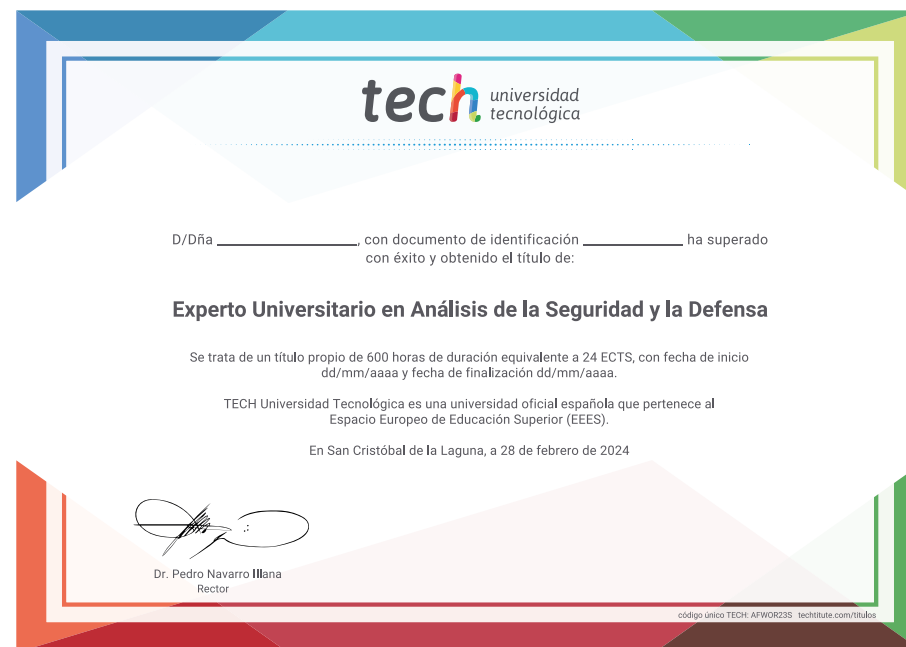 tech universidad
tecnológica
D/Dña ____________________, con documento de identificación ______________ ha superado
con éxito y obtenido el título de:
Experto Universitario en Análisis de la Seguridad y la Defensa
Se trata de un título propio de 600 horas de duración equivalente a 24 ECTS, con fecha de inicio
dd/mm/aaaa y fecha de finalización dd/mm/aaaa.
TECH Universidad Tecnológica es una universidad oficial española que pertenece al
Espacio Europeo de Educación Superior (EEES).
En San Cristóbal de la Laguna, a 28 de febrero de 2024
Dr. Pedro Navarro Illana
Rector
código único TECH: AFWOR23S techtitute.com/titulos